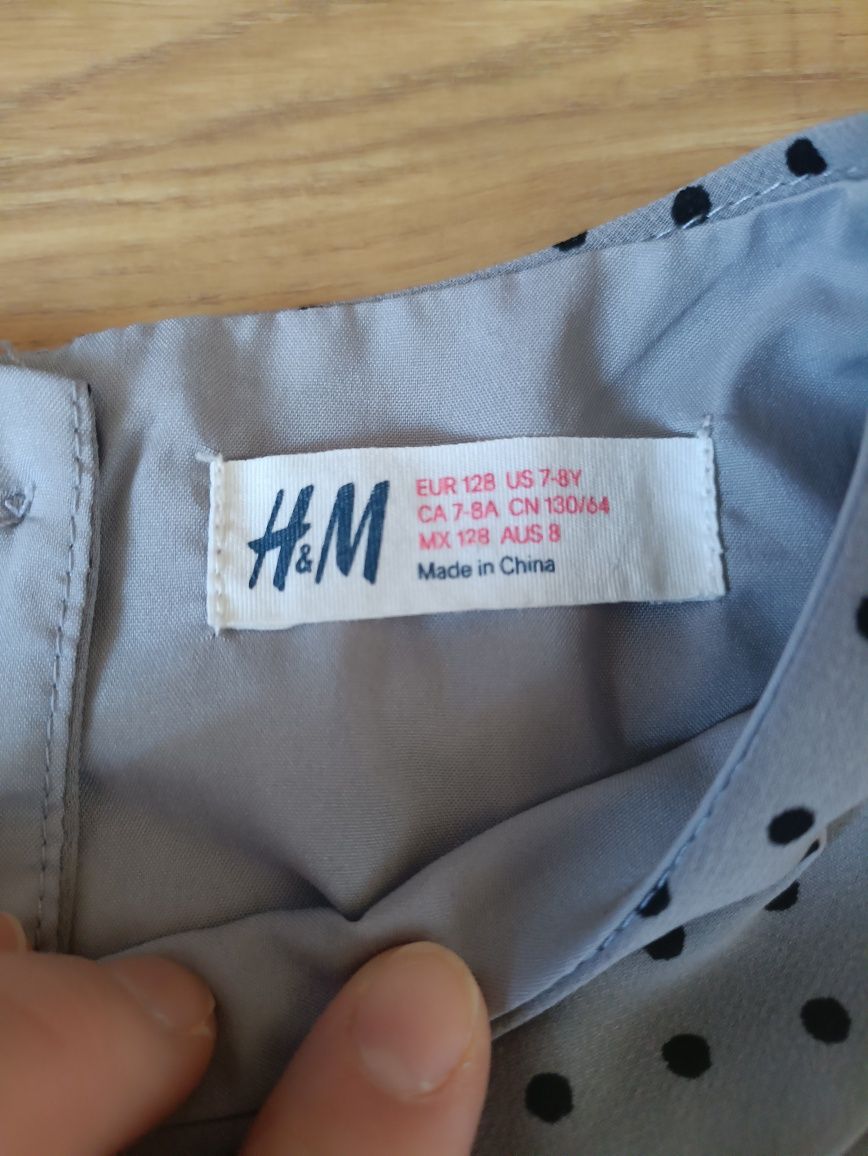 H&M
EUR 128 US 7-8Y
CA 7-8A CN 130/64
MX 128 AUS 8
Made in China